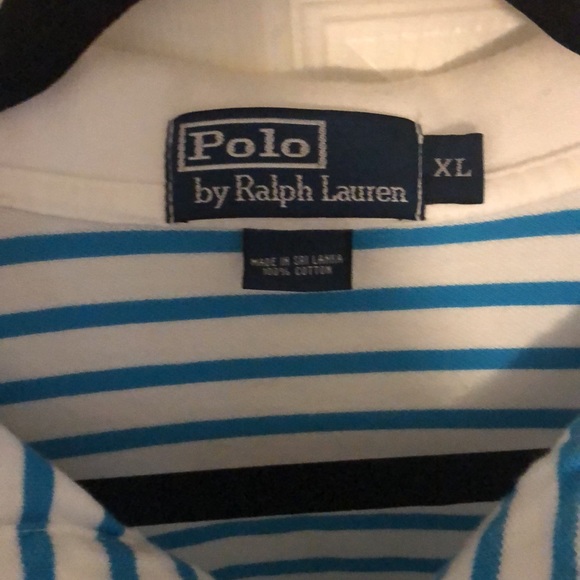 Polo
by Ralph Lauren
XL
MADE IN SRI LANKA
100% COTTON